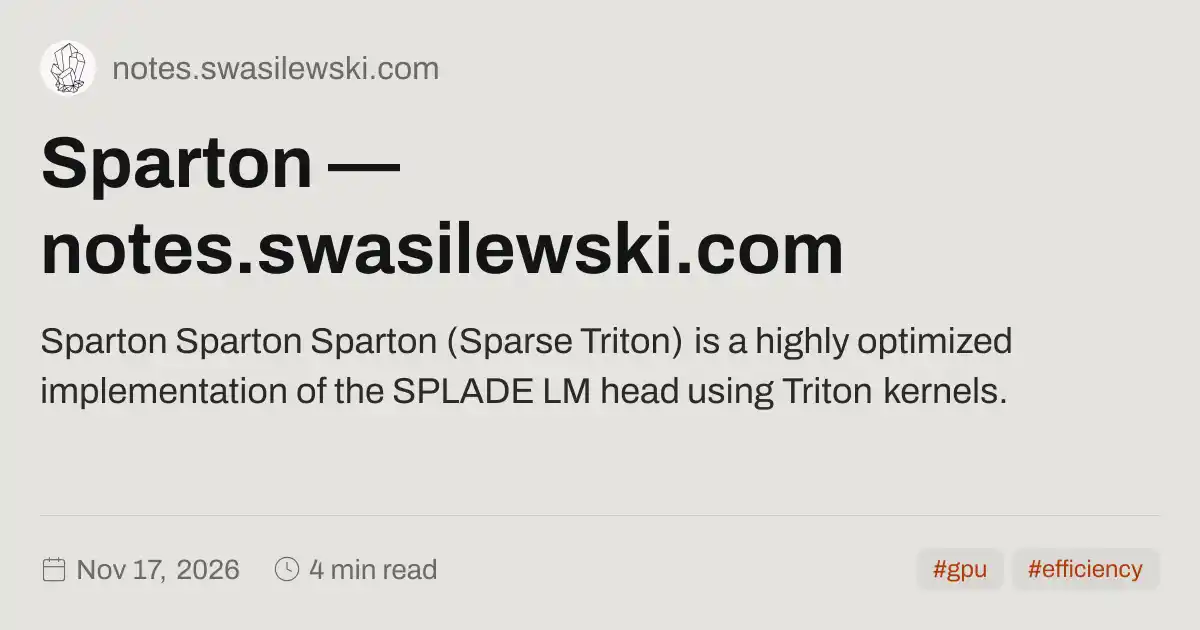 notes.swasilewski.com
Sparton —
notes.swasilewski.com
Sparton Sparton Sparton (Sparse Triton) is a highly optimized
implementation of the SPLADE LM head using Triton kernels.
Nov 17, 2026 4 min read #gpu #efficiency